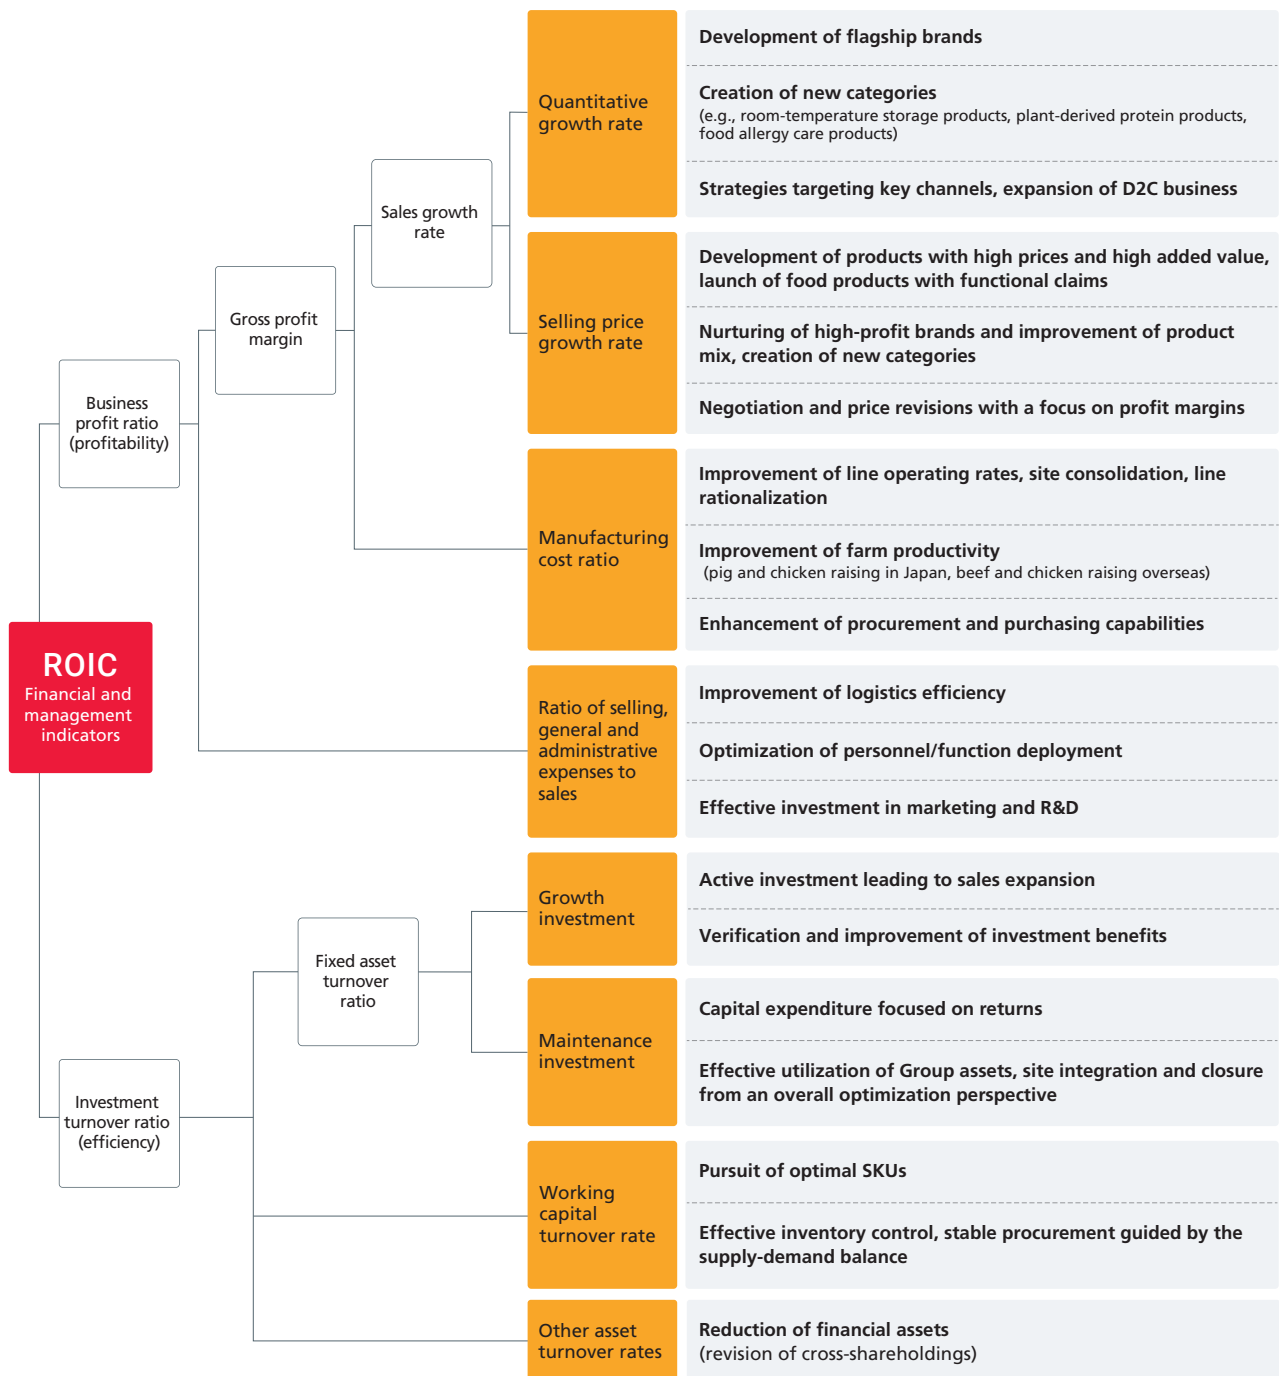 ROIC
Financial and
management
indicators
Business
profit ratio
(profitability)
Gross profit
margin
Sales growth
rate
Quantitative
growth rate
Development of flagship brands
Creation of new categories
(e.g., room-temperature storage products, plant-derived protein products,
food allergy care products)
Strategies targeting key channels, expansion of D2C business
Selling price
growth rate
Development of products with high prices and high added value,
launch of food products with functional claims
Nurturing of high-profit brands and improvement of product
mix, creation of new categories
Negotiation and price revisions with a focus on profit margins
Manufacturing
cost ratio
Improvement of line operating rates, site consolidation, line
rationalization
Improvement of farm productivity
(pig and chicken raising in Japan, beef and chicken raising overseas)
Enhancement of procurement and purchasing capabilities
Ratio of selling,
general and
administrative
expenses to
sales
Improvement of logistics efficiency
Optimization of personnel/function deployment
Effective investment in marketing and R&D
Investment
turnover ratio
(efficiency)
Fixed asset
turnover
ratio
Growth
investment
Active investment leading to sales expansion
Verification and improvement of investment benefits
Maintenance
investment
Capital expenditure focused on returns
Effective utilization of Group assets, site integration and closure
from an overall optimization perspective
Working
capital
turnover rate
Pursuit of optimal SKUs
Effective inventory control, stable procurement guided by the
supply-demand balance
Other asset
turnover rates
Reduction of financial assets
(revision of cross-shareholdings)